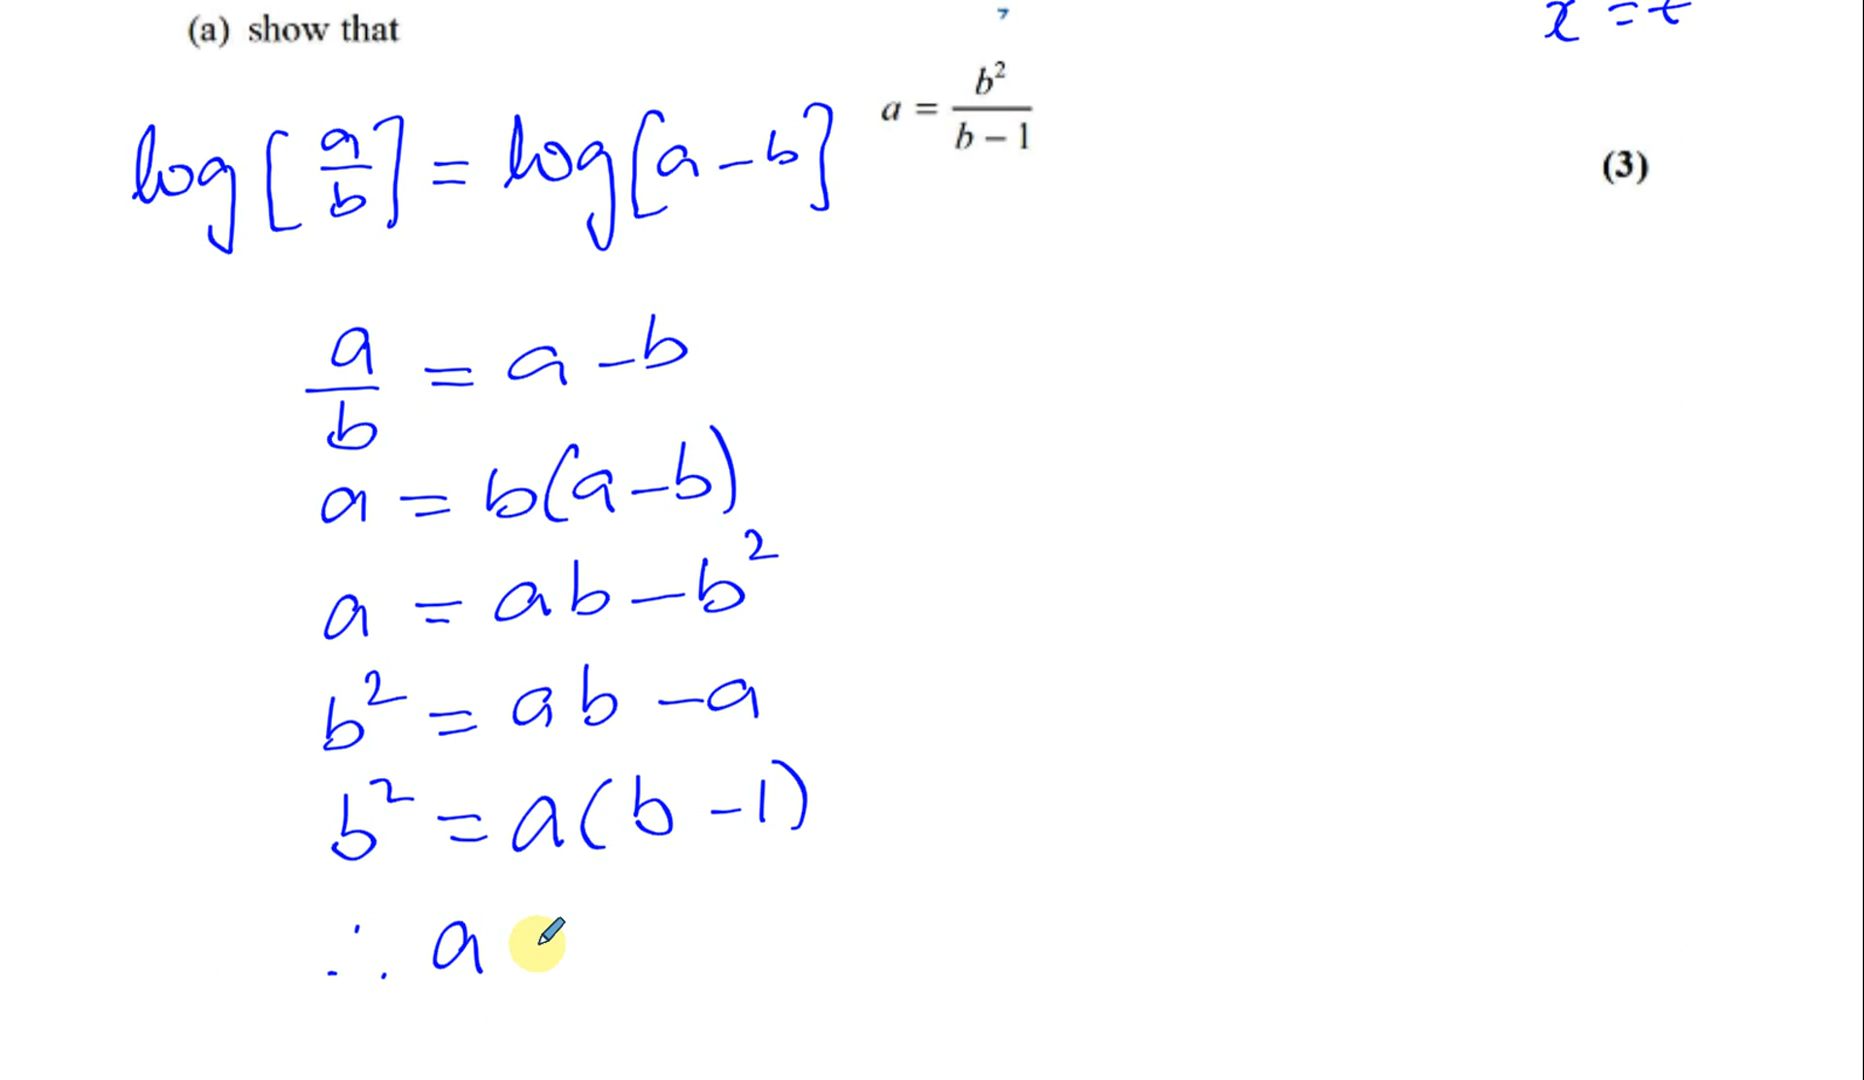 (a) show that
x =
a = b²/(b – 1)
log[a/b] = log[a – b]
(3)
a/b = a – b
a = b(a – b)
a = ab – b²
b² = ab – a
b² = a(b – 1)
∴ a